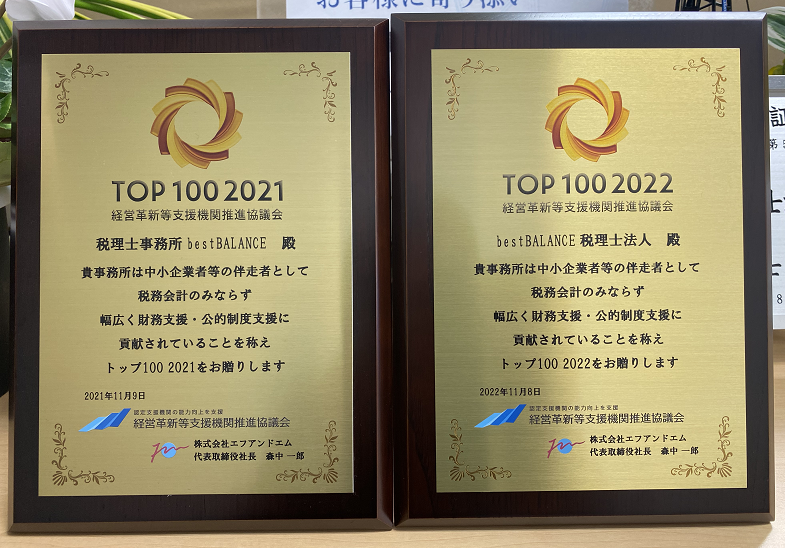 お客様に寄り添い
TOP 100 2021
経営革新等支援機関推進協議会
税理士事務所 bestBALANCE 殿
貴事務所は中小企業者等の伴走者として
税務会計のみならず
幅広く財務支援・公的制度支援に
貢献されていることを称え
トップ100 2021をお贈りします
2021年11月9日
認定支援機関の能力向上を支援
経営革新等支援機関推進協議会
株式会社エフアンドエム
代表取締役社長 森中 一郎
TOP 100 2022
経営革新等支援機関推進協議会
bestBALANCE 税理士法人 殿
貴事務所は中小企業者等の伴走者として
税務会計のみならず
幅広く財務支援・公的制度支援に
貢献されていることを称え
トップ100 2022をお贈りします
2022年11月8日
認定支援機関の能力向上を支援
経営革新等支援機関推進協議会
株式会社エフアンドエム
代表取締役社長 森中 一郎
証
第
士
8